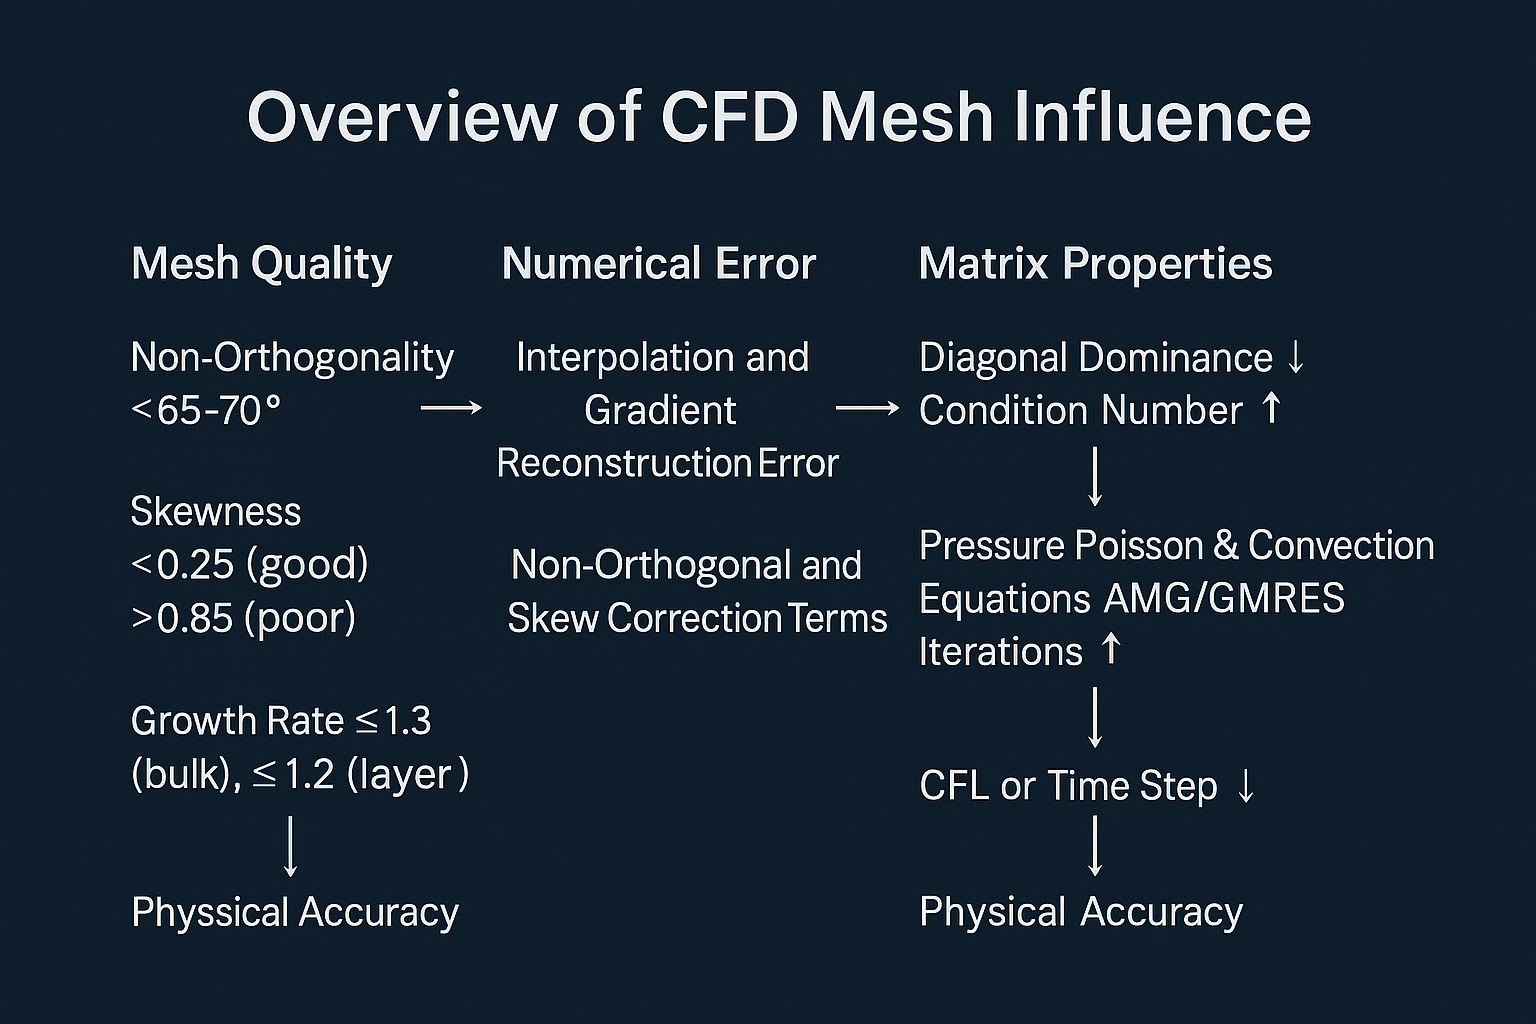 Overview of CFD Mesh Influence
Mesh Quality
Non-Orthogonality
<65-70°
Skewness
<0.25 (good)
>0.85 (poor)
Growth Rate ≤1.3
(bulk), ≤1.2 (layer)
↓
Physsical Accuracy
→
Numerical Error
Interpolation and
Gradient
Reconstruction Error
Non-Orthogonal and
Skew Correction Terms
→
Matrix Properties
Diagonal Dominance ↓
Condition Number ↑
↓
Pressure Poisson & Convection
Equations AMG/GMRES
Iterations ↑
↓
CFL or Time Step ↓
↓
Physical Accuracy